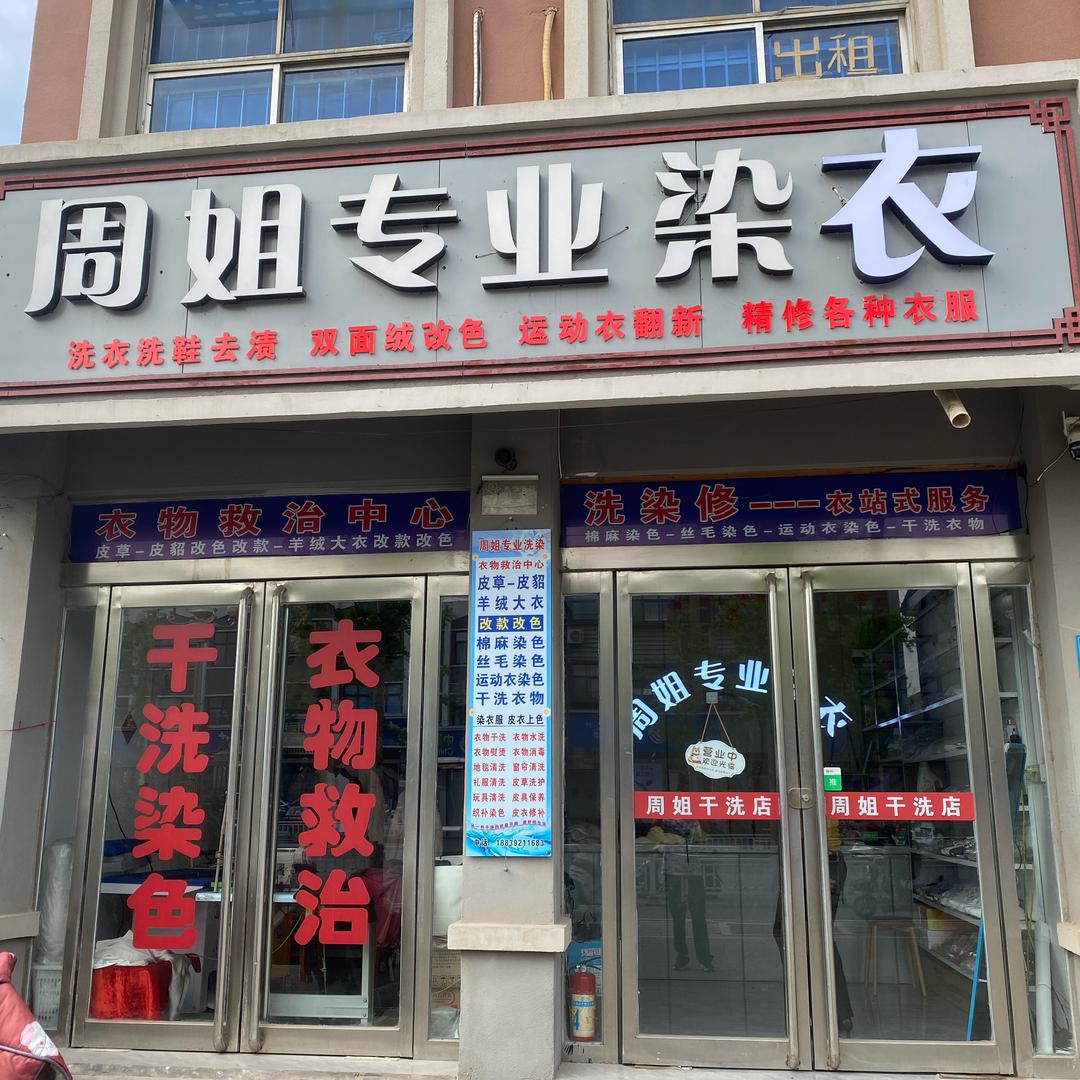 出租
周姐专业染衣
洗衣洗鞋去渍 双面绒改色 运动衣翻新 精修各种衣服
衣物救治中心
皮草-皮貂改色改款-羊绒大衣改款改色
洗染修---衣站式服务
棉麻染色-丝毛染色-运动衣染色-干洗衣物
周姐专业洗染
衣物救治中心
皮草-皮貂
羊绒大衣
改款改色
棉麻染色
丝毛染色
运动衣染色
干洗衣物
染衣服 皮衣上色
衣物干洗 衣物水洗
衣物熨烫 衣物消毒
地毯清洗 窗帘清洗
礼服清洗 皮草洗护
玩具清洗 皮具保养
织补染色 皮衣修补
电话 18839211683
干洗染色
衣物救治
周姐专业 衣
营业中
欢迎光临
推
周姐干洗店
周姐干洗店